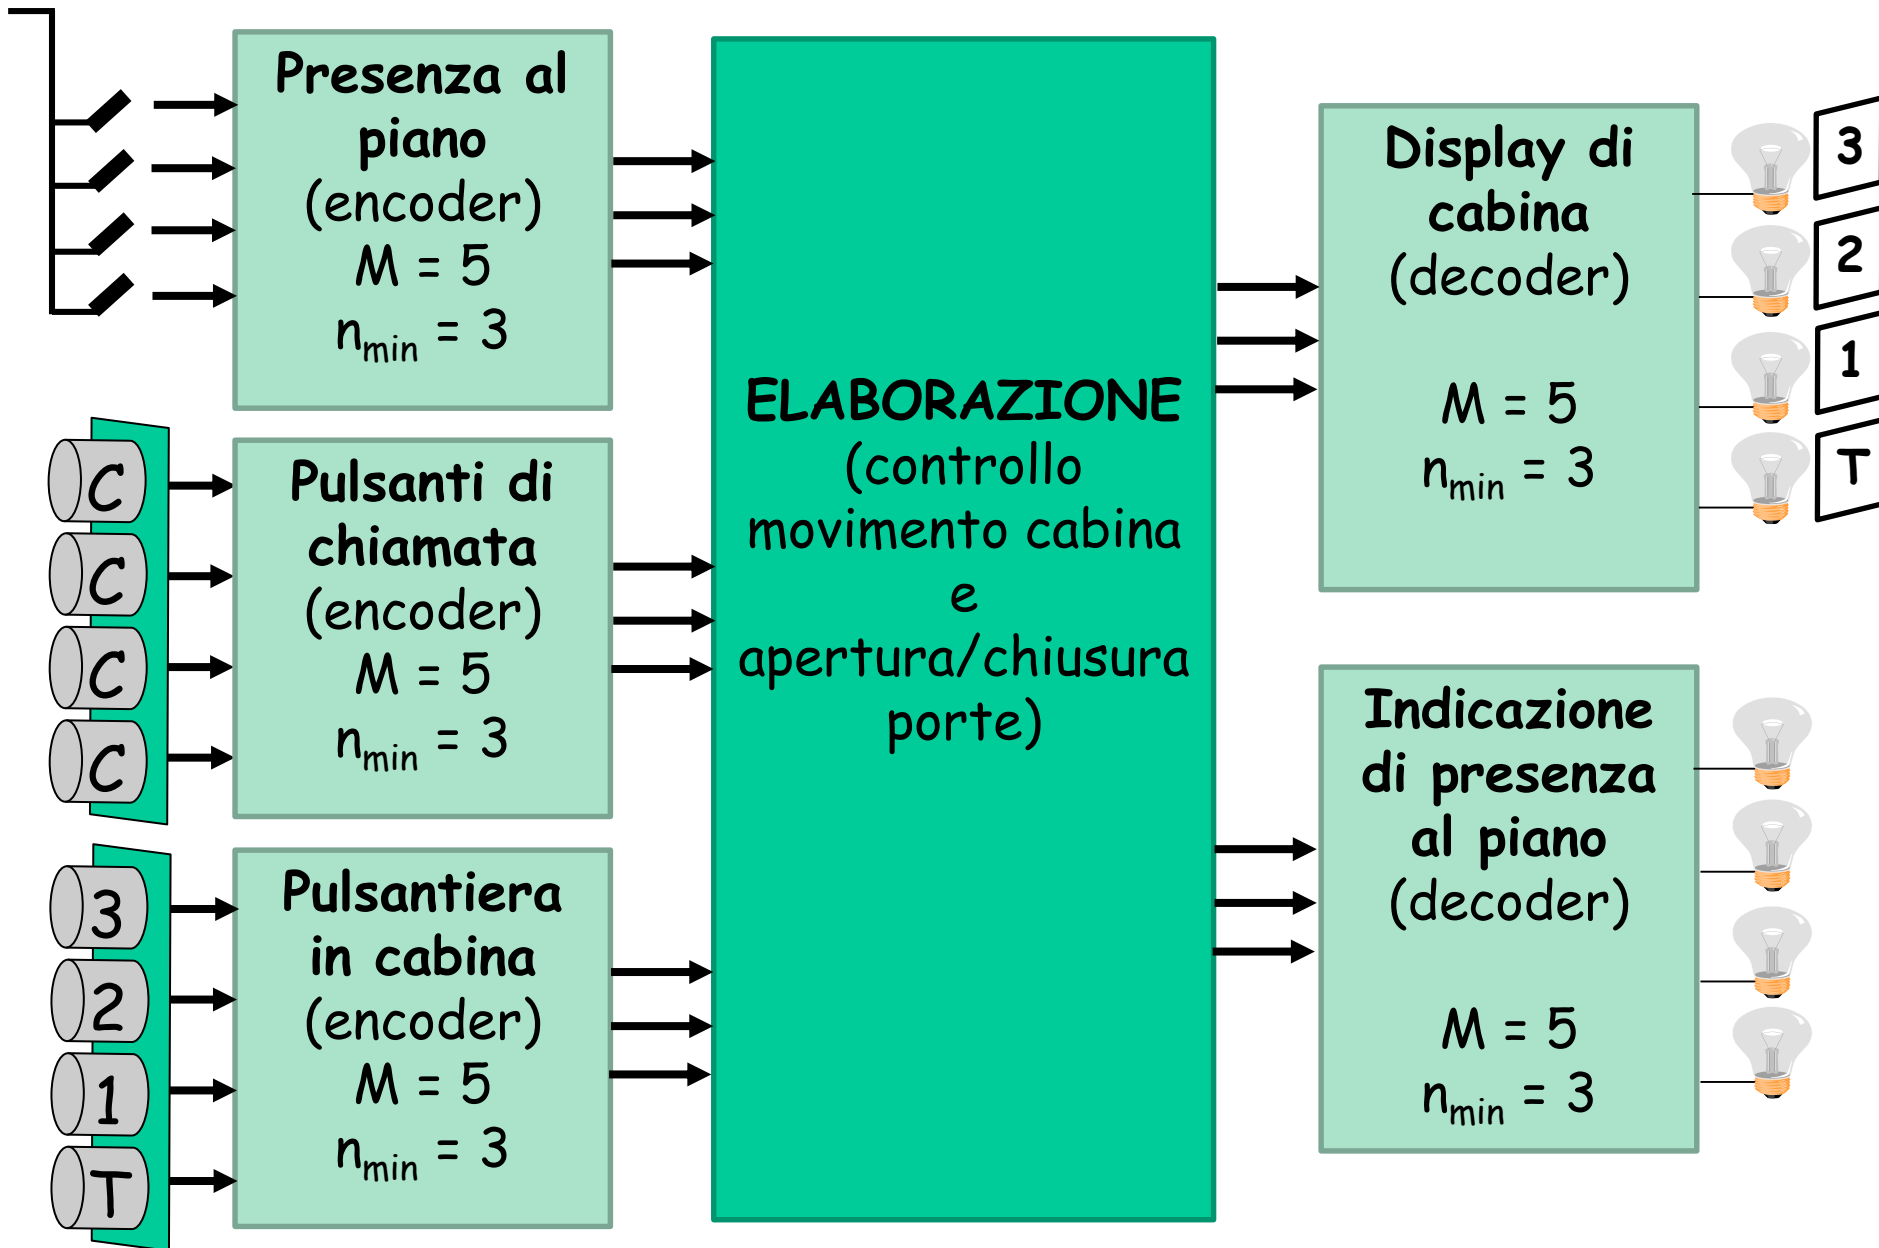 Presenza al
piano
(encoder)
M = 5
nmin = 3
C
C
C
C
Pulsanti di
chiamata
(encoder)
M = 5
nmin = 3
3
2
1
T
Pulsantiera
in cabina
(encoder)
M = 5
nmin = 3
ELABORAZIONE
(controllo
movimento cabina
e
apertura/chiusura
porte)
Display di
cabina
(decoder)
M = 5
nmin = 3
3
2
1
T
Indicazione
di presenza
al piano
(decoder)
M = 5
nmin = 3